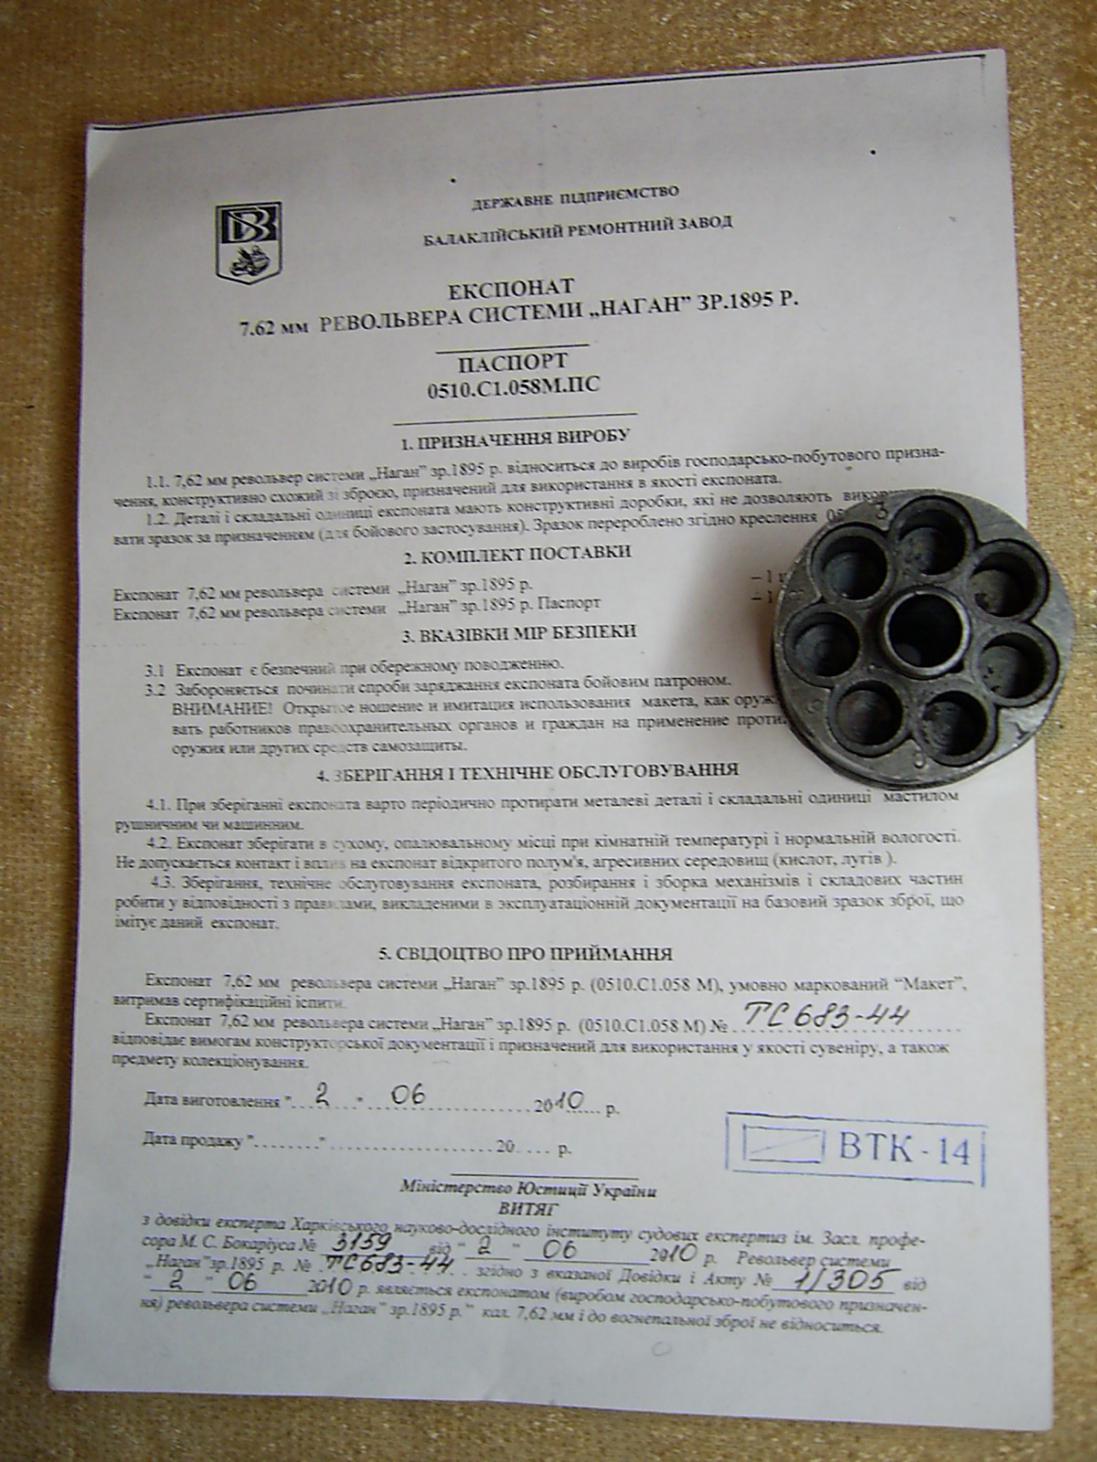 ДЕРЖАВНЕ ПІДПРИЄМСТВО
БАЛАКЛІЙСЬКИЙ РЕМОНТНИЙ ЗАВОД
ЕКСПОНАТ
7.62 мм РЕВОЛЬВЕРА СИСТЕМИ „НАГАН” ЗР.1895 Р.
ПАСПОРТ
0510.С1.058М.ПС
1. ПРИЗНАЧЕННЯ ВИРОБУ
1.1. 7,62 мм револьвер системи „Наган” зр.1895 р. відноситься до виробів господарсько-побутового призна-
чення, конструктивно схожий зі зброєю, призначений для використання в якості експоната.
1.2. Деталі і складальні одиниці експоната мають конструктивні доробки, які не дозволяють
вати зразок за призначенням (для бойового застосування). Зразок перероблено згідно креслення
2. КОМПЛЕКТ ПОСТАВКИ
Експонат 7,62 мм револьвера системи „Наган” зр.1895 р. – 1
Експонат 7,62 мм револьвера системи „Наган” зр.1895 р. Паспорт – 1
3. ВКАЗІВКИ МІР БЕЗПЕКИ
3.1 Експонат є безпечний при обережному поводженню.
3.2 Забороняється починати спроби заряджання експоната бойовим патроном.
ВНИМАНИЕ! Открытое ношение и имитация использования макета, как
вать работников правоохранительных органов и граждан на применение
оружия или других средств самозащиты.
4. ЗБЕРІГАННЯ І ТЕХНІЧНЕ ОБСЛУГОВУВАННЯ
4.1. При зберіганні експоната варто періодично протирати металеві деталі і складальні одиниці мастилом
рушничним чи машинним.
4.2. Експонат зберігати в сухому, опалювальному місці при кімнатній температурі і нормальній вологості.
Не допускається контакт і вплив на експонат відкритого полум'я, агресивних середовищ (кислот, лугів ).
4.3. Зберігання, технічне обслуговування експоната, розбирання і зборка механізмів і складових частин
робити у відповідності з правилами, викладеними в эксплуатаціонній документації на базовий зразок зброї, що
імітує даний експонат.
5. СВІДОЦТВО ПРО ПРИЙМАННЯ
Експонат 7,62 мм револьвера системи „Наган” зр.1895 р. (0510.С1.058 М), умовно маркований “Макет”,
витримав сертифікаційні іспити.
Експонат 7,62 мм револьвера системи „Наган” зр.1895 р. (0510.С1.058 М) № ТС683-44
відповідає вимогам конструкторської документації і призначений для використання у якості сувеніру, а також
предмету колекціонування.
Дата виготовлення " 2 " 06 2010 р.
Дата продажу "........" ........................ 20.... р.
ВТК - 14
Міністерство Юстиції України
ВИТЯГ
з довідки експерта Харківського науково-дослідного інституту судових експертиз ім. Засл. профе-
сора М. С. Бокаріуса № 3159 від “ 2 “ 06 2010 р. Револьвер системи
„Наган”зр.1895 р. № ТС683-44 згідно з вказаної Довідки і Акту № 1/305 від
“ 2 “ 06 2010 р. являється експонатом (виробом господарсько-побутового призначен-
ня) револьвера системи „Наган” зр.1895 р.” кал. 7,62 мм і до вогнепальної зброї не відноситься.